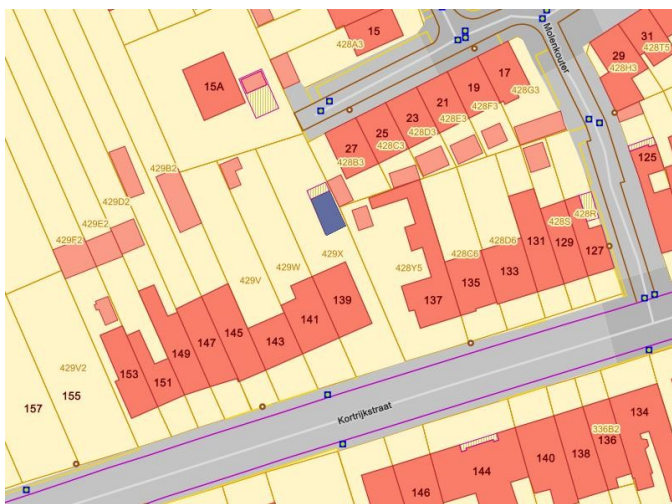 15
428A3
Molenkouter
31
428T5
29
428H3
15A
17
19
428G3
21
428F3
23
428E3
25
428D3
27
428C3
428B3
125
429B2
429D2
429E2
429F2
428R
428S
131
129
127
428D6
428C6
428Y5
429X
429W
429V
133
135
137
139
141
143
145
147
149
151
153
429V2
155
157
Kortrijkstraat
134
336B2
136
138
140
144
146